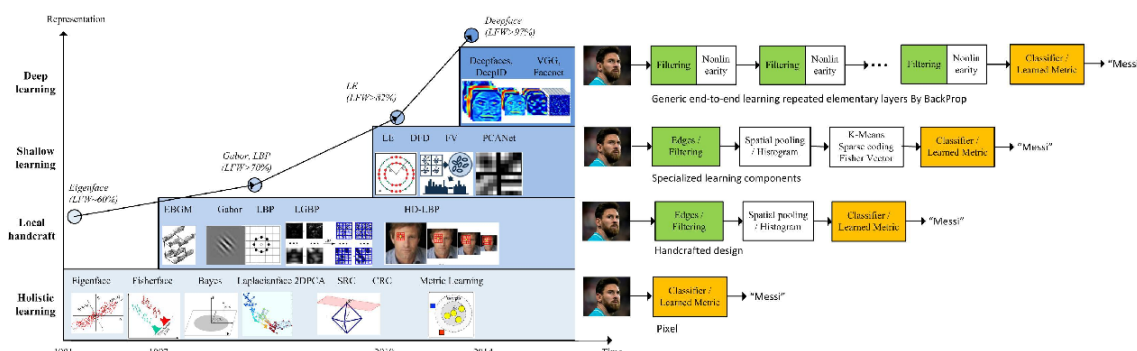 Representation
Deepface
(LFW>97%)
Deep
learning
Deepfaces,
DeepID
VGG,
Facenet
Filtering
Nonlin
earity
Filtering
Nonlin
earity
Filtering
Nonlin
earity
Classifier /
Learned Metric
"Messi"
Generic end-to-end learning repeated elementary layers By BackProp
LE
(LFW>82%)
Shallow
learning
LE DFD FV PCANet
Edges /
Filtering
Spatial pooling
/ Histogram
K-Means
Sparse coding
Fisher Vector
Classifier /
Learned Metric
"Messi"
Specialized learning components
Gabor, LBP
(LFW>70%)
Eigenface
(LFW~60%)
Local
handcraft
EBGM Gabor LBP LGBP HD-LBP
Edges /
Filtering
Spatial pooling
/ Histogram
Classifier /
Learned Metric
"Messi"
Handcrafted design
Holistic
learning
Eigenface Fisherface Bayes Laplacianface 2DPCA SRC CRC Metric Learning
Classifier /
Learned Metric
"Messi"
Pixel